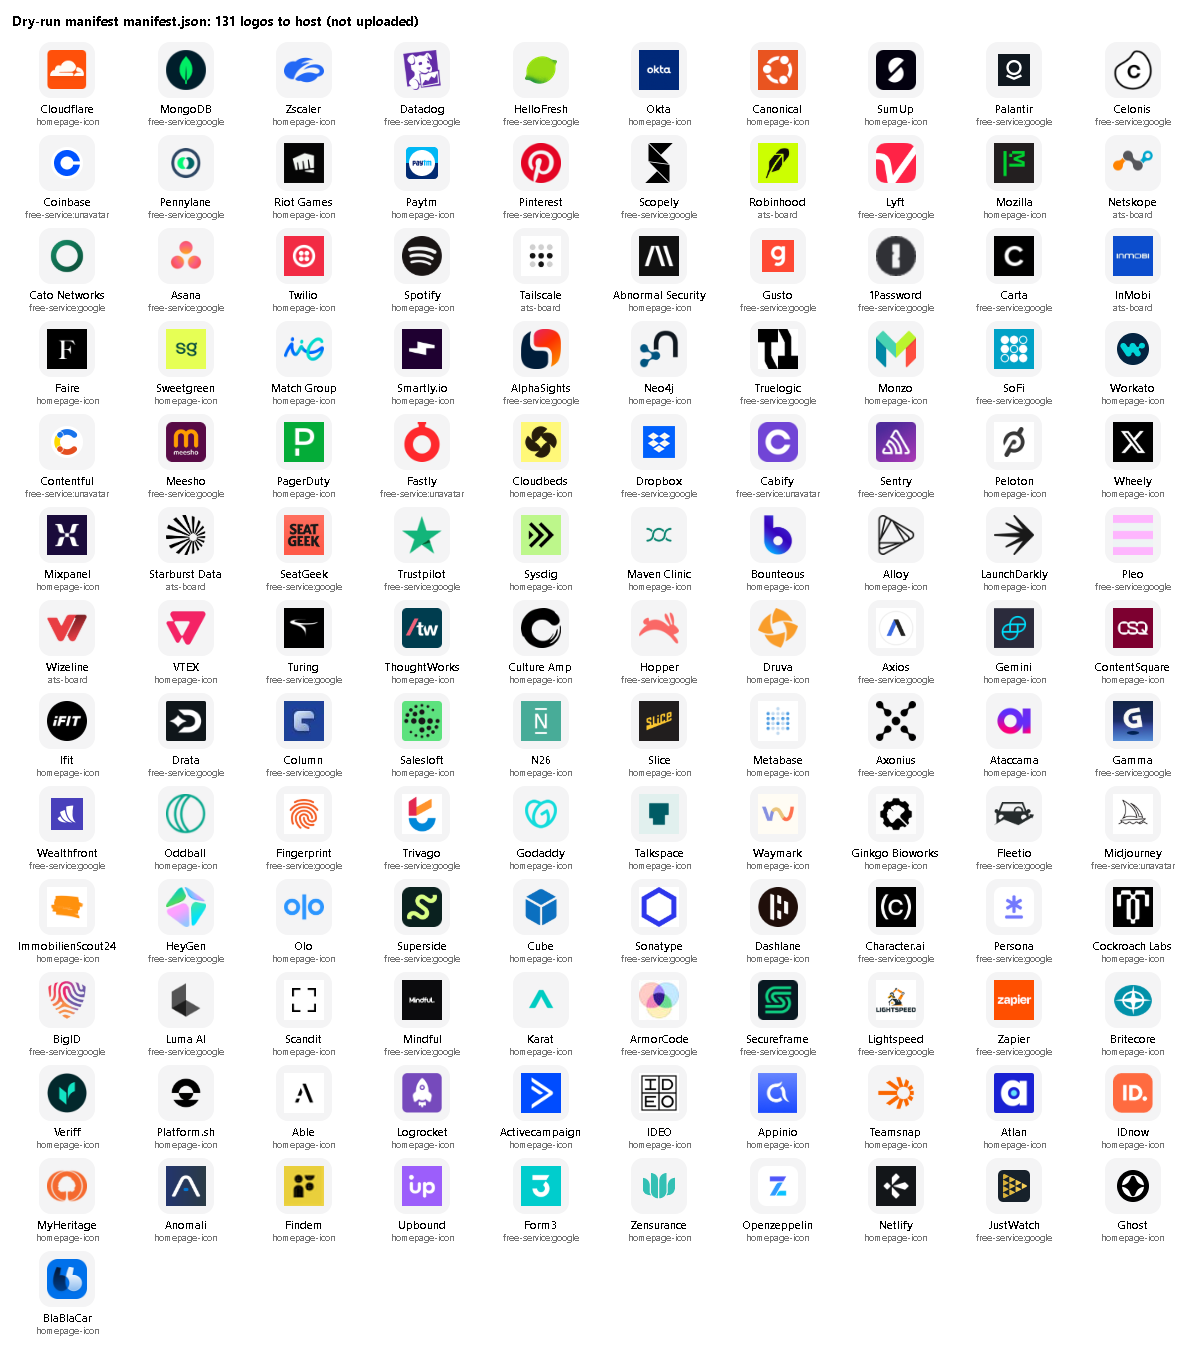 Dry-run manifest manifest.json: 131 logos to host (not uploaded)
okta
Cloudflare MongoDB Zscaler Datadog HelloFresh Okta Canonical SumUp Palantir Celonis
homepage-icon free-service:google homepage-icon free-service:google free-service:google homepage-icon homepage-icon homepage-icon free-service:google free-service:google
paytm
Coinbase Pennylane Riot Games Paytm Pinterest Scopely Robinhood Lyft Mozilla Netskope
free-service:unavatar free-service:google homepage-icon homepage-icon free-service:google free-service:google ats-board free-service:google homepage-icon ats-board
g C INMOBI
Cato Networks Asana Twilio Spotify Tailscale Abnormal Security Gusto 1Password Carta InMobi
free-service:google free-service:google homepage-icon homepage-icon ats-board homepage-icon free-service:google free-service:google free-service:google ats-board
F sg
Faire Sweetgreen Match Group Smartly.io AlphaSights Neo4j Truelogic Monzo SoFi Workato
homepage-icon free-service:google homepage-icon homepage-icon free-service:google homepage-icon free-service:google homepage-icon free-service:google homepage-icon
meesho P
Contentful Meesho PagerDuty Fastly Cloudbeds Dropbox Cabify Sentry Peloton Wheely
free-service:unavatar free-service:google homepage-icon free-service:unavatar homepage-icon free-service:google free-service:unavatar free-service:google homepage-icon homepage-icon
SEAT GEEK b
Mixpanel Starburst Data SeatGeek Trustpilot Sysdig Maven Clinic Bounteous Alloy LaunchDarkly Pleo
homepage-icon ats-board free-service:google free-service:google homepage-icon homepage-icon homepage-icon homepage-icon homepage-icon free-service:google
/tw CSQ
Wizeline VTEX Turing ThoughtWorks Culture Amp Hopper Druva Axios Gemini ContentSquare
ats-board homepage-icon free-service:google homepage-icon homepage-icon free-service:google homepage-icon free-service:google homepage-icon homepage-icon
iFIT N SLICE G
Ifit Drata Column Salesloft N26 Slice Metabase Axonius Ataccama Gamma
homepage-icon free-service:google free-service:google homepage-icon homepage-icon homepage-icon homepage-icon free-service:google homepage-icon free-service:google
Wealthfront Oddball Fingerprint Trivago Godaddy Talkspace Waymark Ginkgo Bioworks Fleetio Midjourney
free-service:google homepage-icon free-service:google free-service:google homepage-icon homepage-icon homepage-icon homepage-icon free-service:google free-service:unavatar
olo (C)
ImmobilienScout24 HeyGen Olo Superside Cube Sonatype Dashlane Character.ai Persona Cockroach Labs
homepage-icon free-service:google homepage-icon free-service:google homepage-icon free-service:google homepage-icon homepage-icon free-service:google homepage-icon
Mindful. LIGHTSPEED zapier
BigID Luma AI Scandit Mindful Karat ArmorCode Secureframe Lightspeed Zapier Britecore
free-service:google free-service:google homepage-icon free-service:google homepage-icon free-service:google free-service:google free-service:google free-service:google homepage-icon
IDEO a ID.
Veriff Platform.sh Able Logrocket Activecampaign IDEO Appinio Teamsnap Atlan IDnow
homepage-icon homepage-icon homepage-icon homepage-icon homepage-icon homepage-icon free-service:google homepage-icon homepage-icon homepage-icon
up 3
MyHeritage Anomali Findem Upbound Form3 Zensurance Openzeppelin Netlify JustWatch Ghost
homepage-icon homepage-icon homepage-icon homepage-icon free-service:google homepage-icon free-service:google homepage-icon free-service:google homepage-icon
BlaBlaCar
homepage-icon